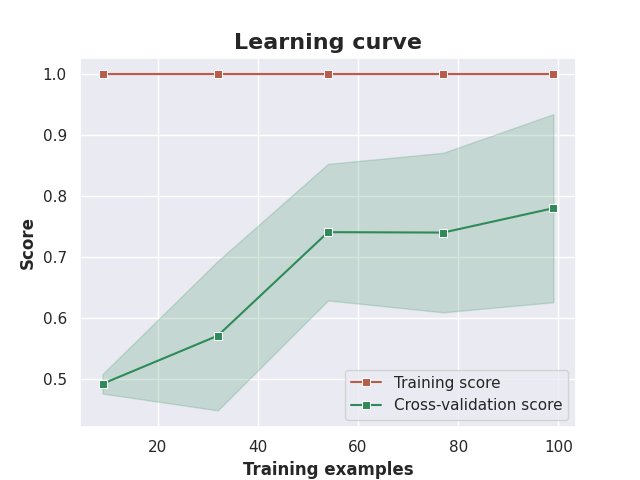 Learning curve
1.0
0.9
0.8
0.7
0.6
0.5
Score
Training score
Cross-validation score
20 40 60 80 100
Training examples